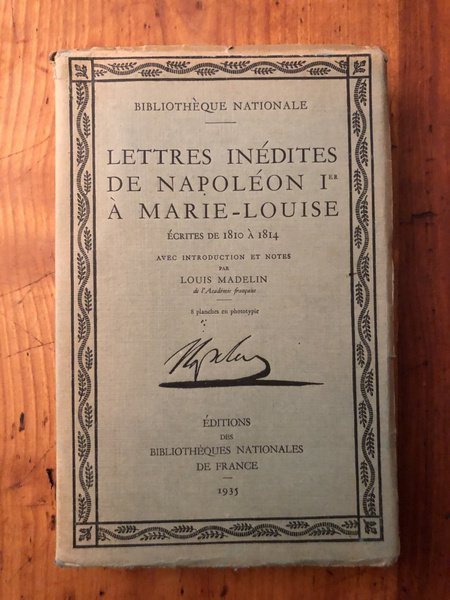 BIBLIOTHÈQUE NATIONALE
LETTRES INÉDITES
DE NAPOLÉON IER
À MARIE-LOUISE
ÉCRITES DE 1810 À 1814
AVEC INTRODUCTION ET NOTES
PAR
LOUIS MADELIN
de l'Académie française
8 planches en phototypie
ÉDITIONS
DES
BIBLIOTHÈQUES NATIONALES
DE FRANCE
1935